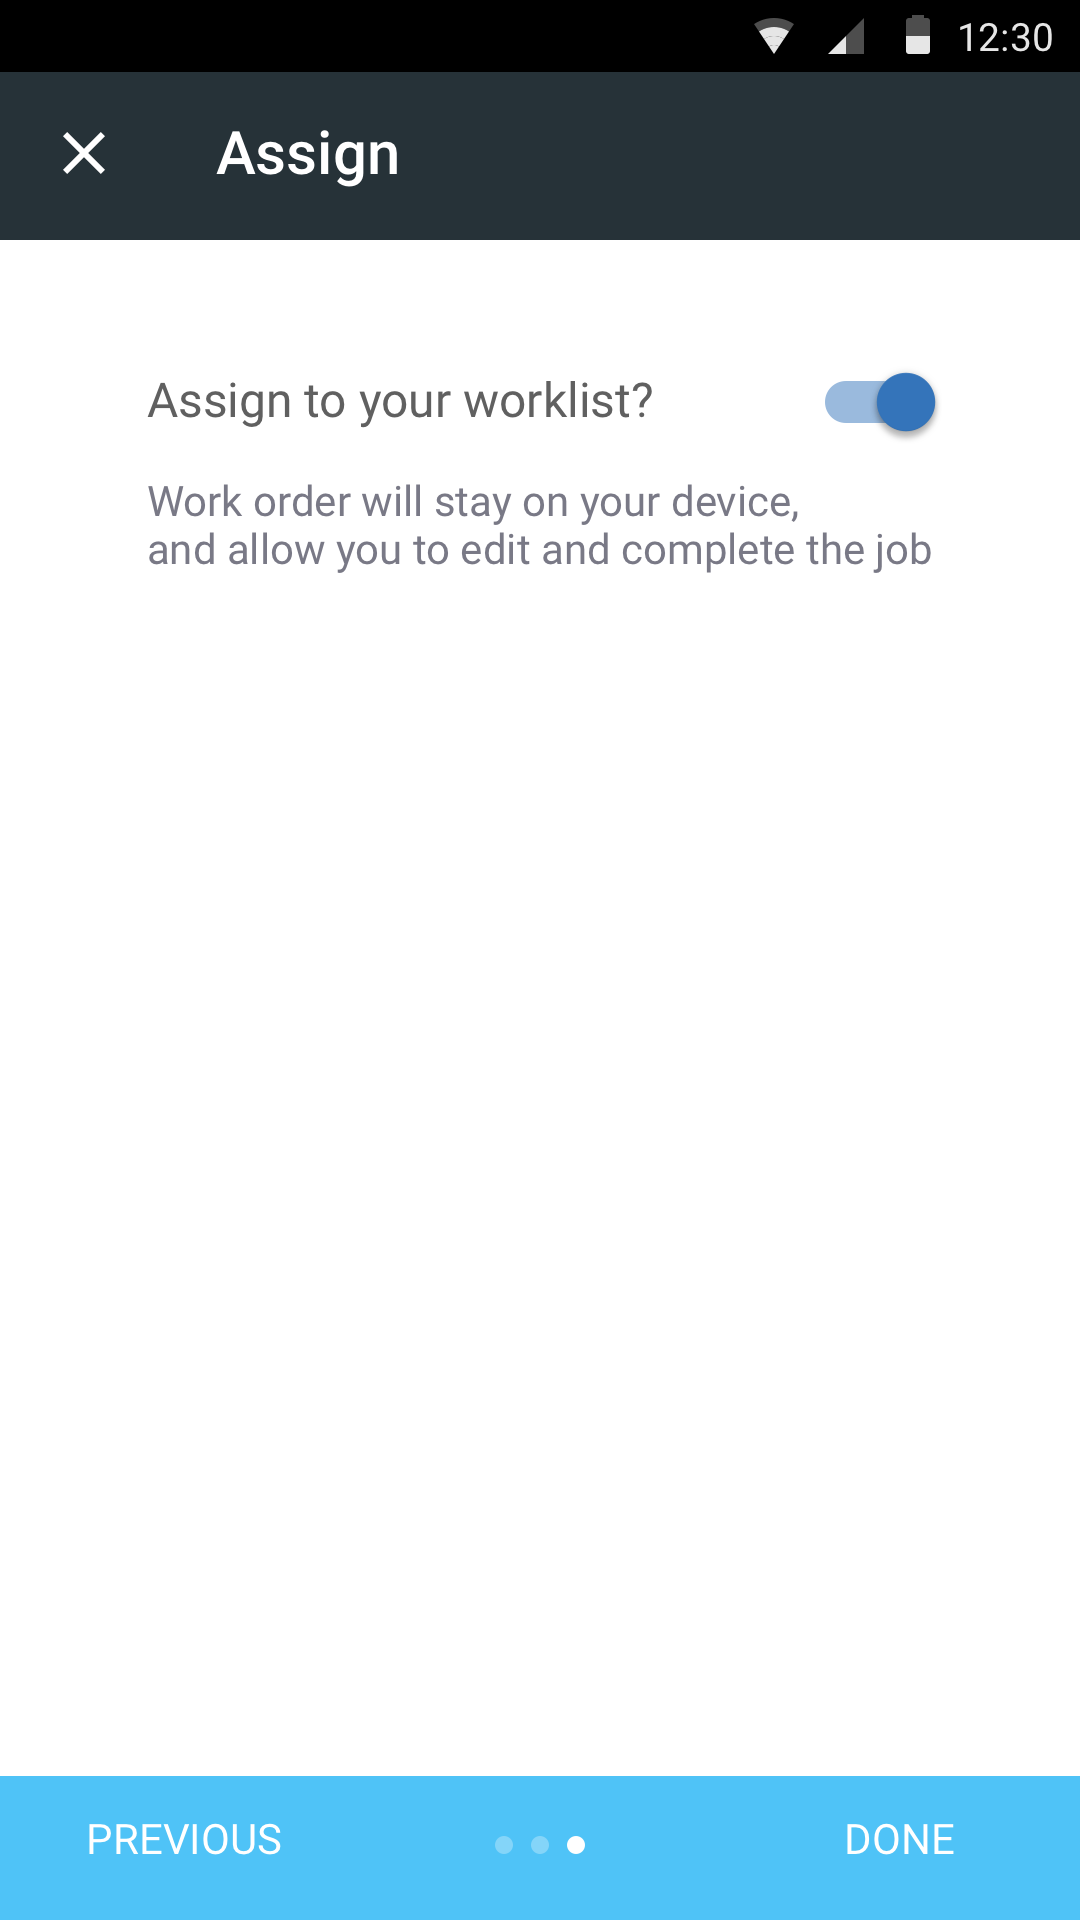 12:30
Assign
Assign to your worklist?
Work order will stay on your device,
and allow you to edit and complete the job
PREVIOUS
DONE